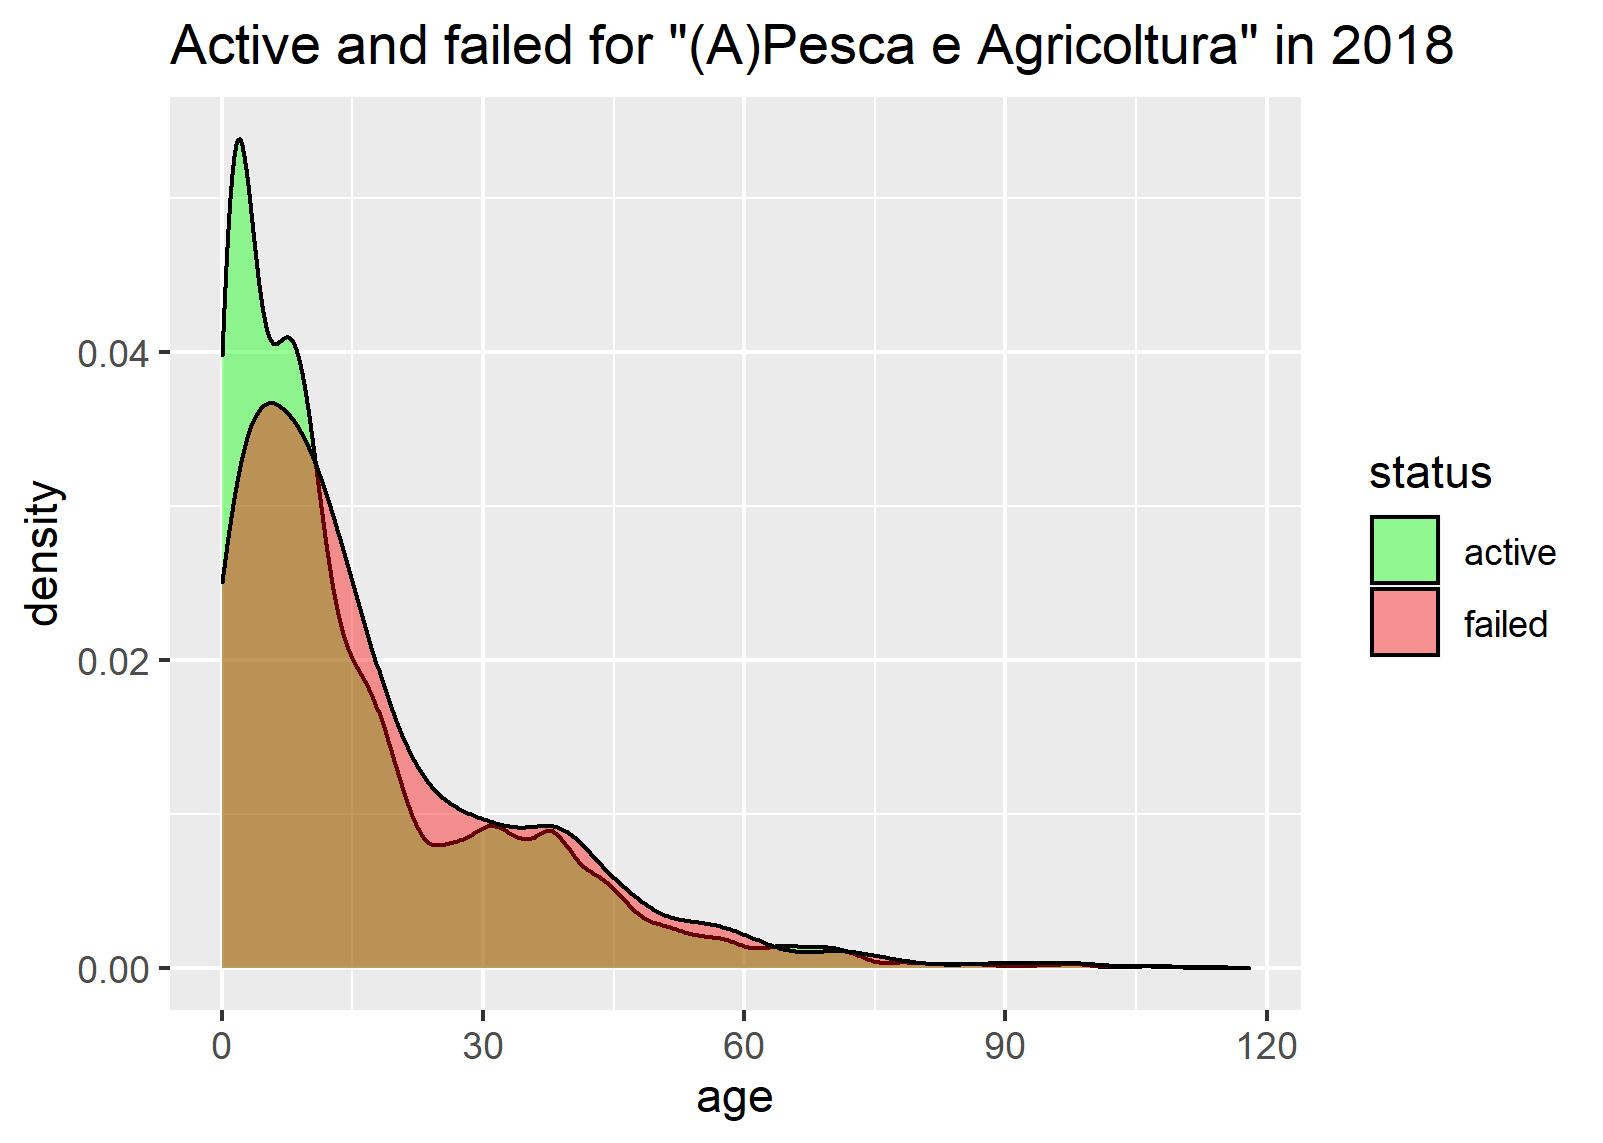 Active and failed for "(A)Pesca e Agricoltura" in 2018
density
0.04
0.02
0.00
0 30 60 90 120
age
status
active
failed